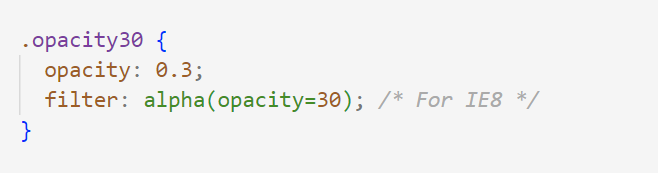 .opacity30 {
  opacity: 0.3;
  filter: alpha(opacity=30); /* For IE8 */
}